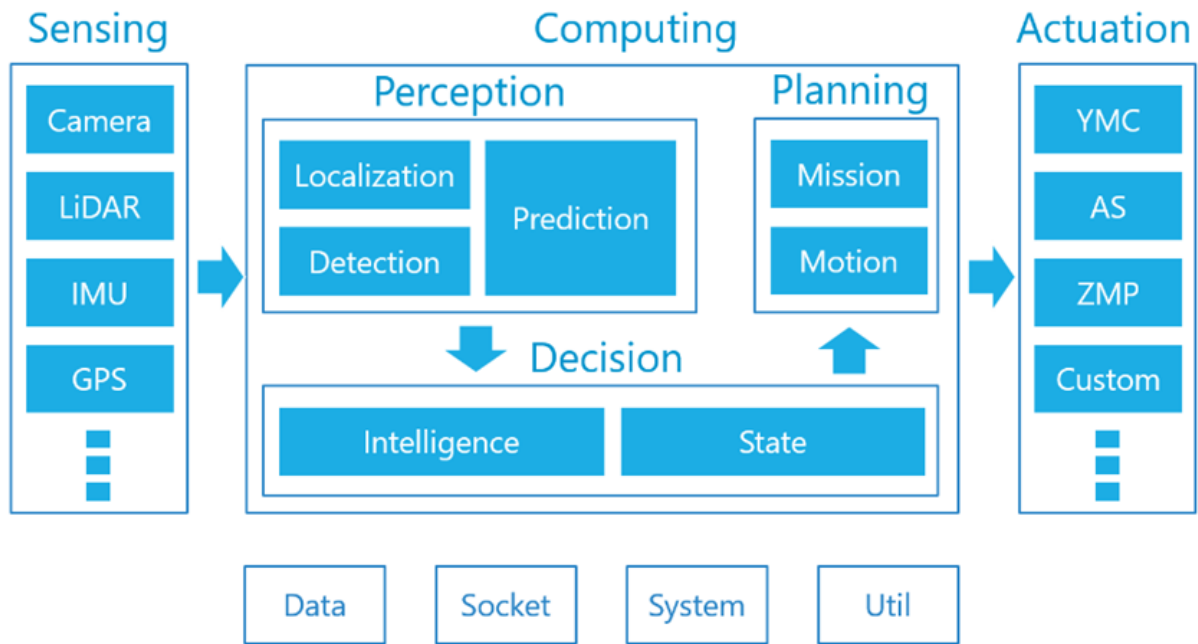 Sensing
Computing
Actuation
Camera
LiDAR
IMU
GPS
Perception
Localization
Detection
Prediction
Planning
Mission
Motion
Decision
Intelligence
State
YMC
AS
ZMP
Custom
Data
Socket
System
Util